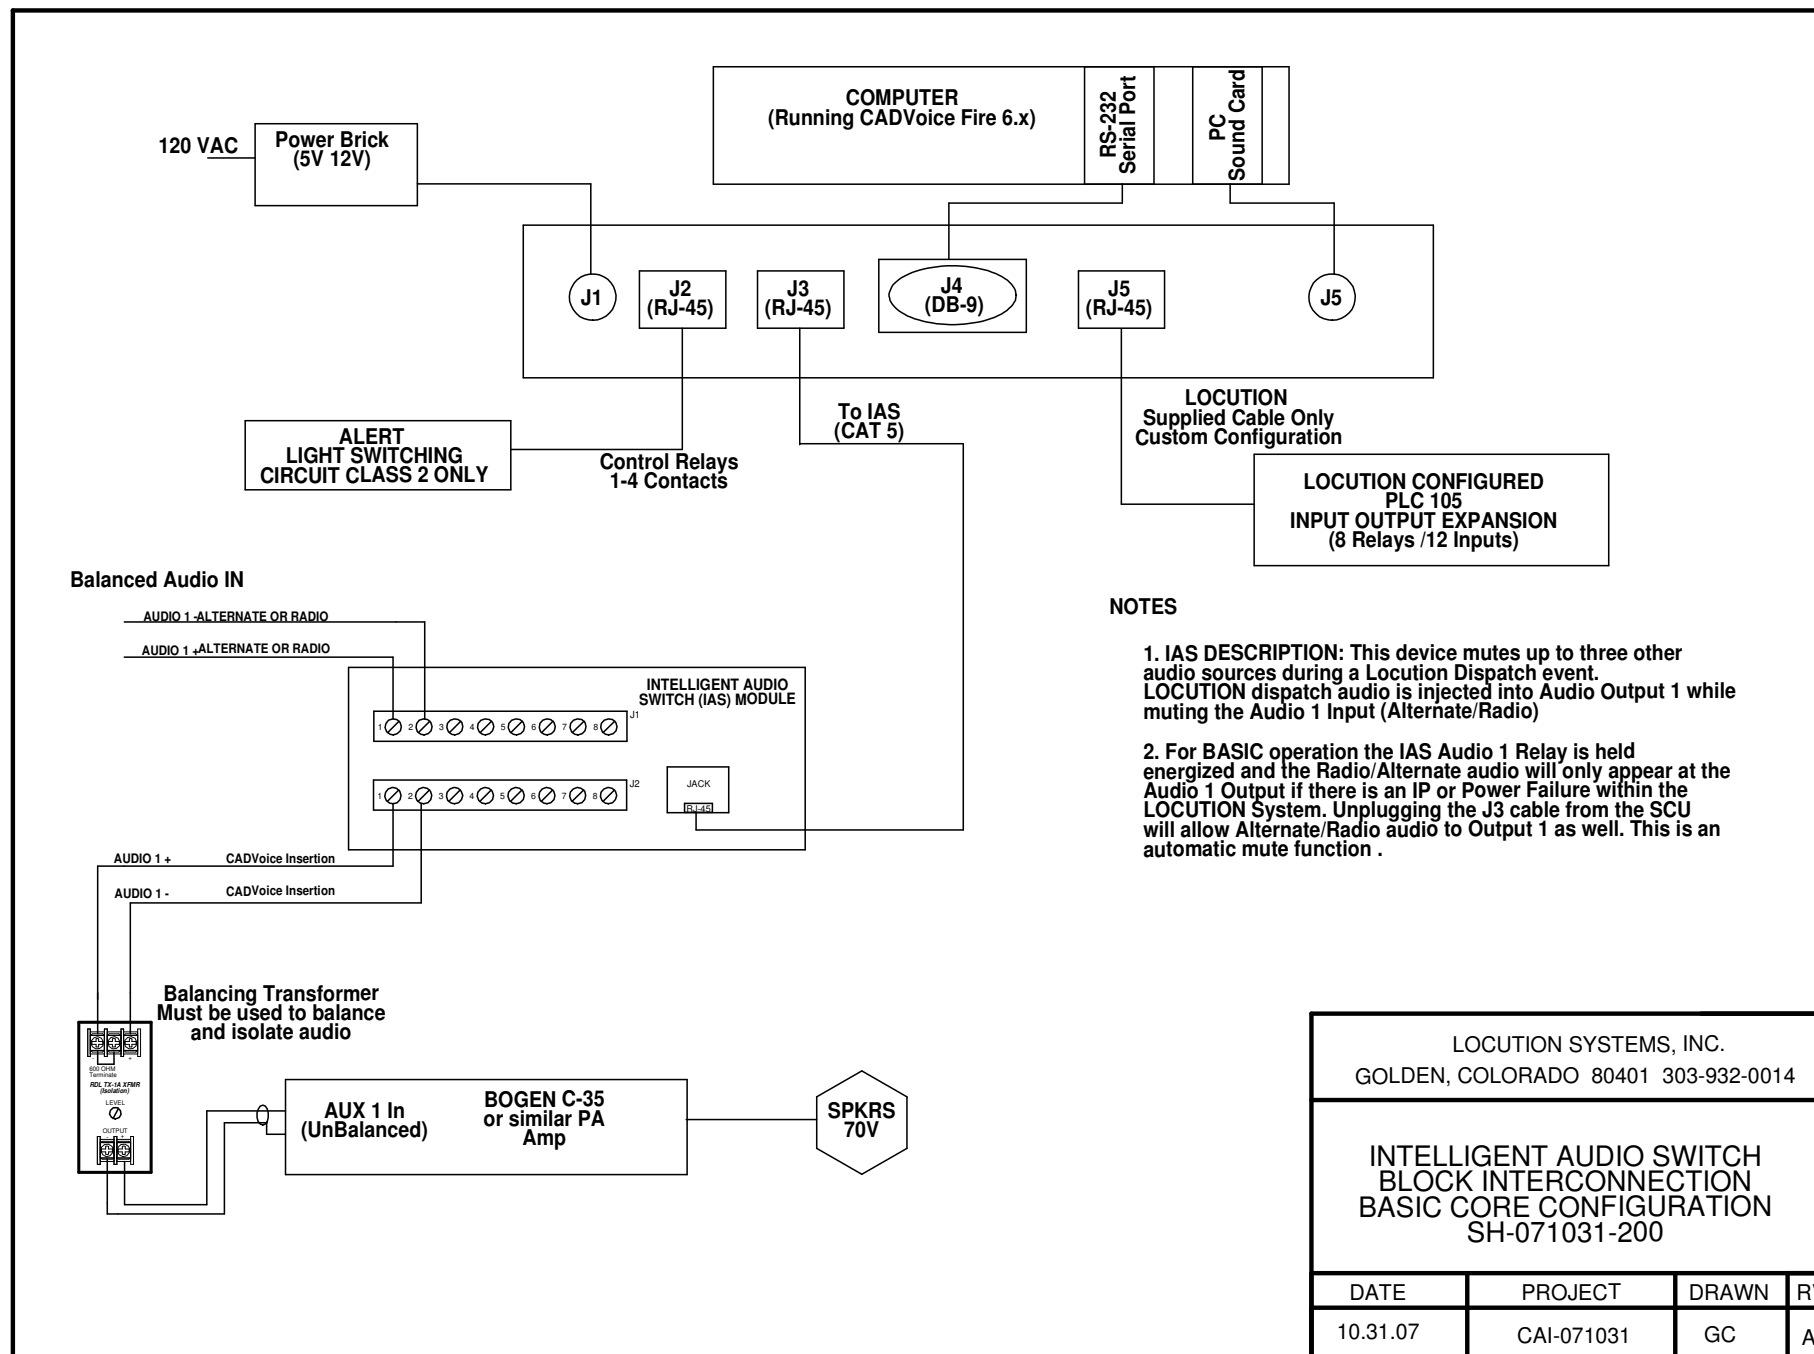 COMPUTER
(Running CADVoice Fire 6.x)
RS-232
Serial Port
PC
Sound Card
120 VAC
Power Brick
(5V 12V)
J1
J2
(RJ-45)
J3
(RJ-45)
J4
(DB-9)
J5
(RJ-45)
J5
ALERT
LIGHT SWITCHING
CIRCUIT CLASS 2 ONLY
Control Relays
1-4 Contacts
To IAS
(CAT 5)
LOCUTION
Supplied Cable Only
Custom Configuration
LOCUTION CONFIGURED
PLC 105
INPUT OUTPUT EXPANSION
(8 Relays /12 Inputs)
Balanced Audio IN
AUDIO 1 -ALTERNATE OR RADIO
AUDIO 1 +ALTERNATE OR RADIO
INTELLIGENT AUDIO
SWITCH (IAS) MODULE
J1
1 2 3 4 5 6 7 8
J2
1 2 3 4 5 6 7 8
JACK
RJ-45
AUDIO 1 + CADVoice Insertion
AUDIO 1 - CADVoice Insertion
NOTES
1. IAS DESCRIPTION: This device mutes up to three other
audio sources during a Locution Dispatch event.
LOCUTION dispatch audio is injected into Audio Output 1 while
muting the Audio 1 Input (Alternate/Radio)
2. For BASIC operation the IAS Audio 1 Relay is held
energized and the Radio/Alternate audio will only appear at the
Audio 1 Output if there is an IP or Power Failure within the
LOCUTION System. Unplugging the J3 cable from the SCU
will allow Alternate/Radio audio to Output 1 as well. This is an
automatic mute function .
Balancing Transformer
Must be used to balance
and isolate audio
- +
600 OHM
Terminate
RDL TX-1A XFMR
(Isolation)
LEVEL
OUTPUT
- +
AUX 1 In
(UnBalanced)
BOGEN C-35
or similar PA
Amp
SPKRS
70V
LOCUTION SYSTEMS, INC.
GOLDEN, COLORADO 80401 303-932-0014
INTELLIGENT AUDIO SWITCH
BLOCK INTERCONNECTION
BASIC CORE CONFIGURATION
SH-071031-200
DATE PROJECT DRAWN
10.31.07 CAI-071031 GC A